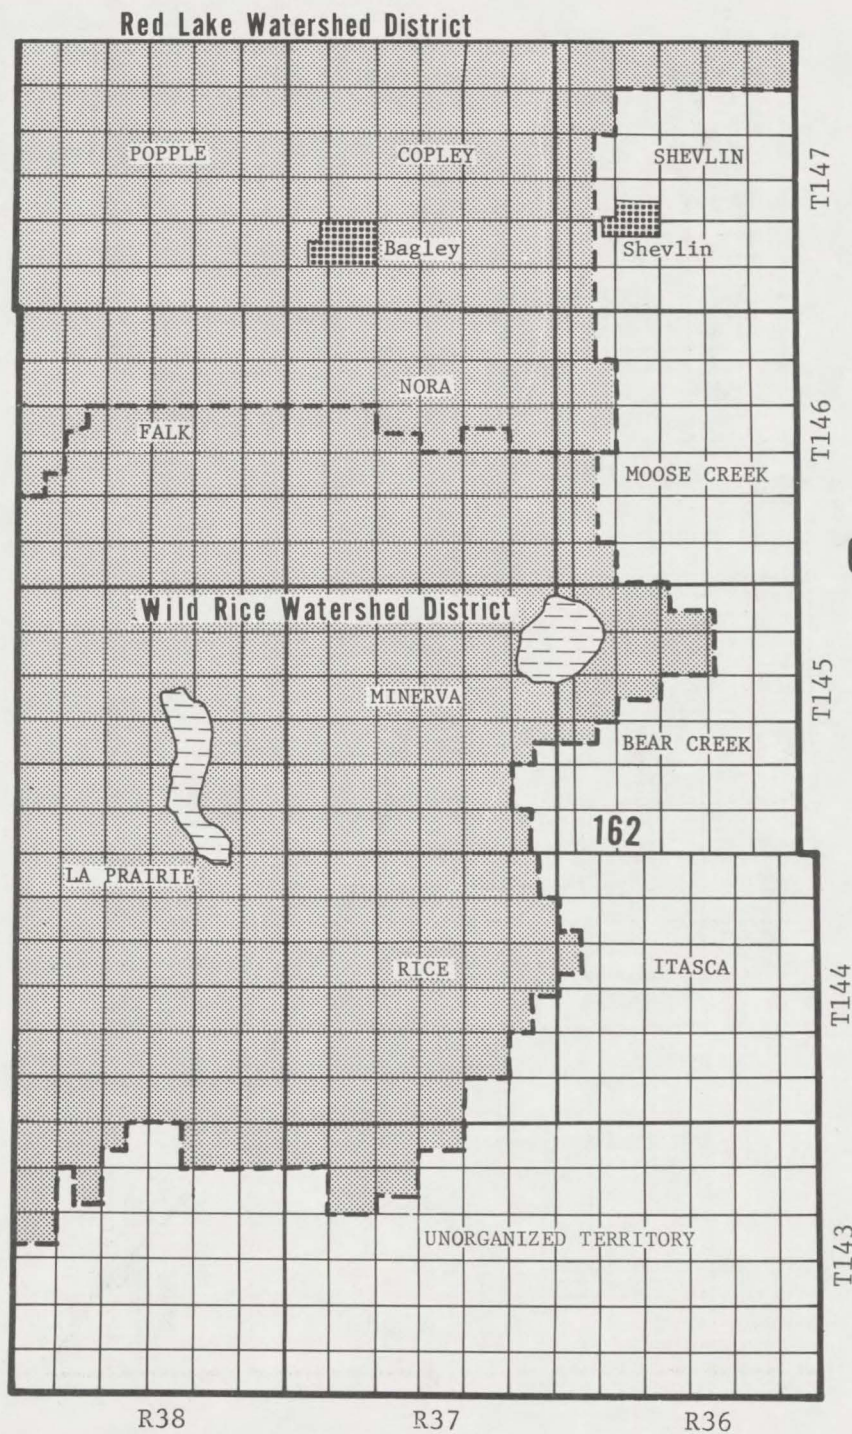 Red Lake Watershed District
POPPLE
COPLEY
SHEVLIN
T147
Bagley
Shevlin
NORA
FALK
T146
MOOSE CREEK
Wild Rice Watershed District
MINERVA
T145
BEAR CREEK
162
LA PRAIRIE
RICE
ITASCA
T144
UNORGANIZED TERRITORY
T143
R38
R37
R36